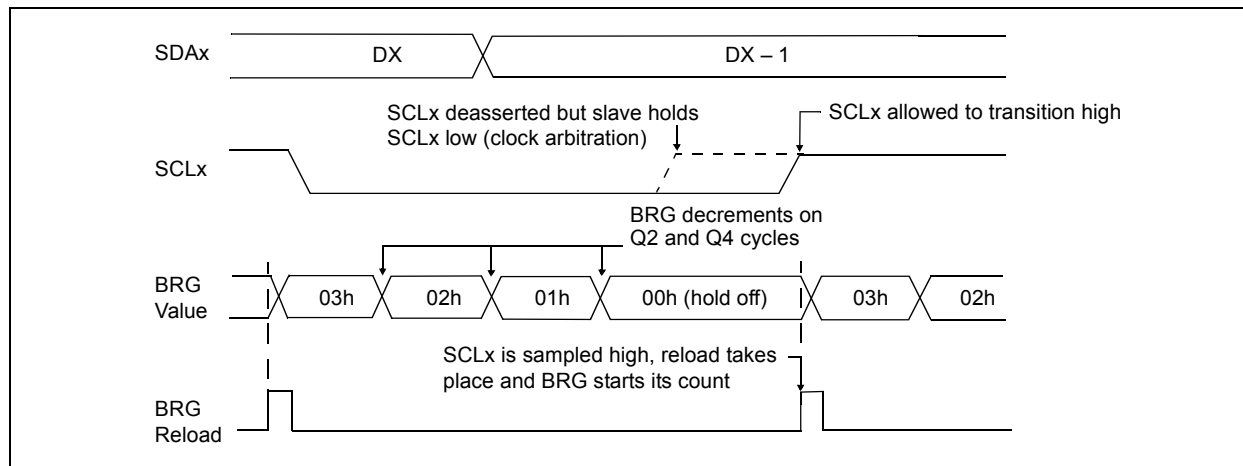 SDAx
DX
DX – 1
SCLx deasserted but slave holds
SCLx low (clock arbitration)
SCLx allowed to transition high
SCLx
BRG decrements on
Q2 and Q4 cycles
BRG
Value
03h
02h
01h
00h (hold off)
03h
02h
SCLx is sampled high, reload takes
place and BRG starts its count
BRG
Reload